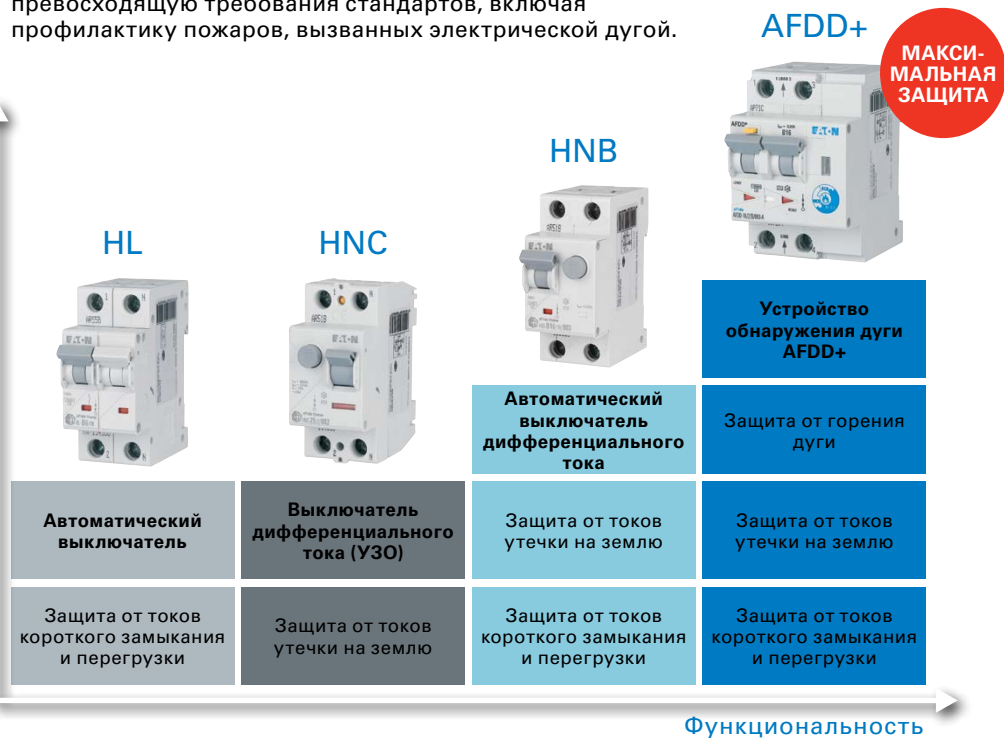 превосходящую требования стандартов, включая
профилактику пожаров, вызванных электрической дугой.
AFDD+
МАКСИ-
МАЛЬНАЯ
ЗАЩИТА
HNB
HL
HNC
Устройство
обнаружения дуги
AFDD+
Автоматический
выключатель
дифференциального
тока
Защита от горения
дуги
Автоматический
выключатель
Выключатель
дифференциального
тока (УЗО)
Защита от токов
утечки на землю
Защита от токов
утечки на землю
Защита от токов
короткого замыкания
и перегрузки
Защита от токов
утечки на землю
Защита от токов
короткого замыкания
и перегрузки
Защита от токов
короткого замыкания
и перегрузки
Функциональность